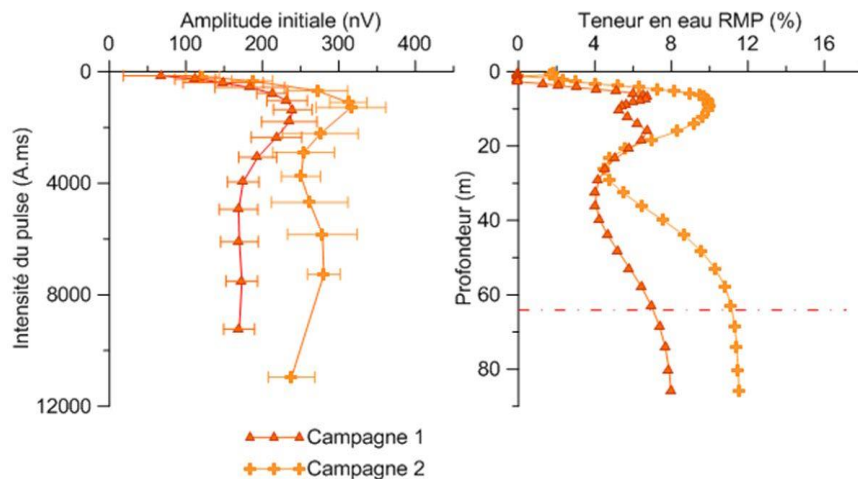 Amplitude initiale (nV)
0 100 200 300 400
Intensité du pulse (A.ms)
0
4000
8000
12000
Teneur en eau RMP (%)
0 4 8 12 16
Profondeur (m)
0
20
40
60
80
Campagne 1
Campagne 2